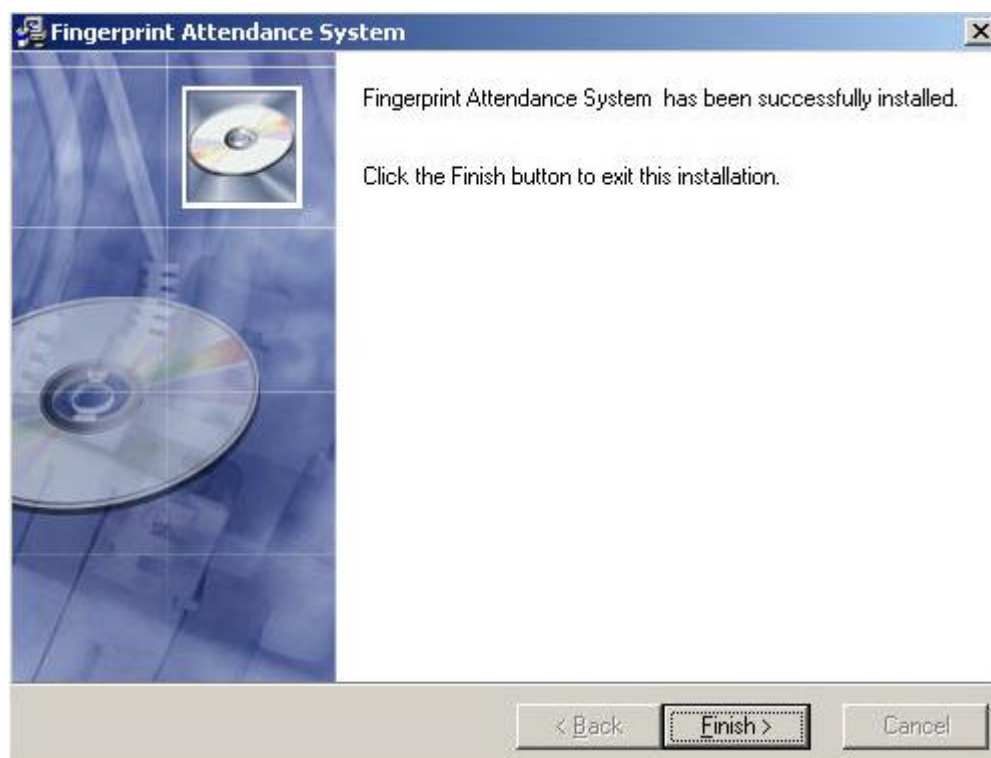 Fingerprint Attendance System
Fingerprint Attendance System has been successfully installed.
Click the Finish button to exit this installation.
< Back
Finish >
Cancel